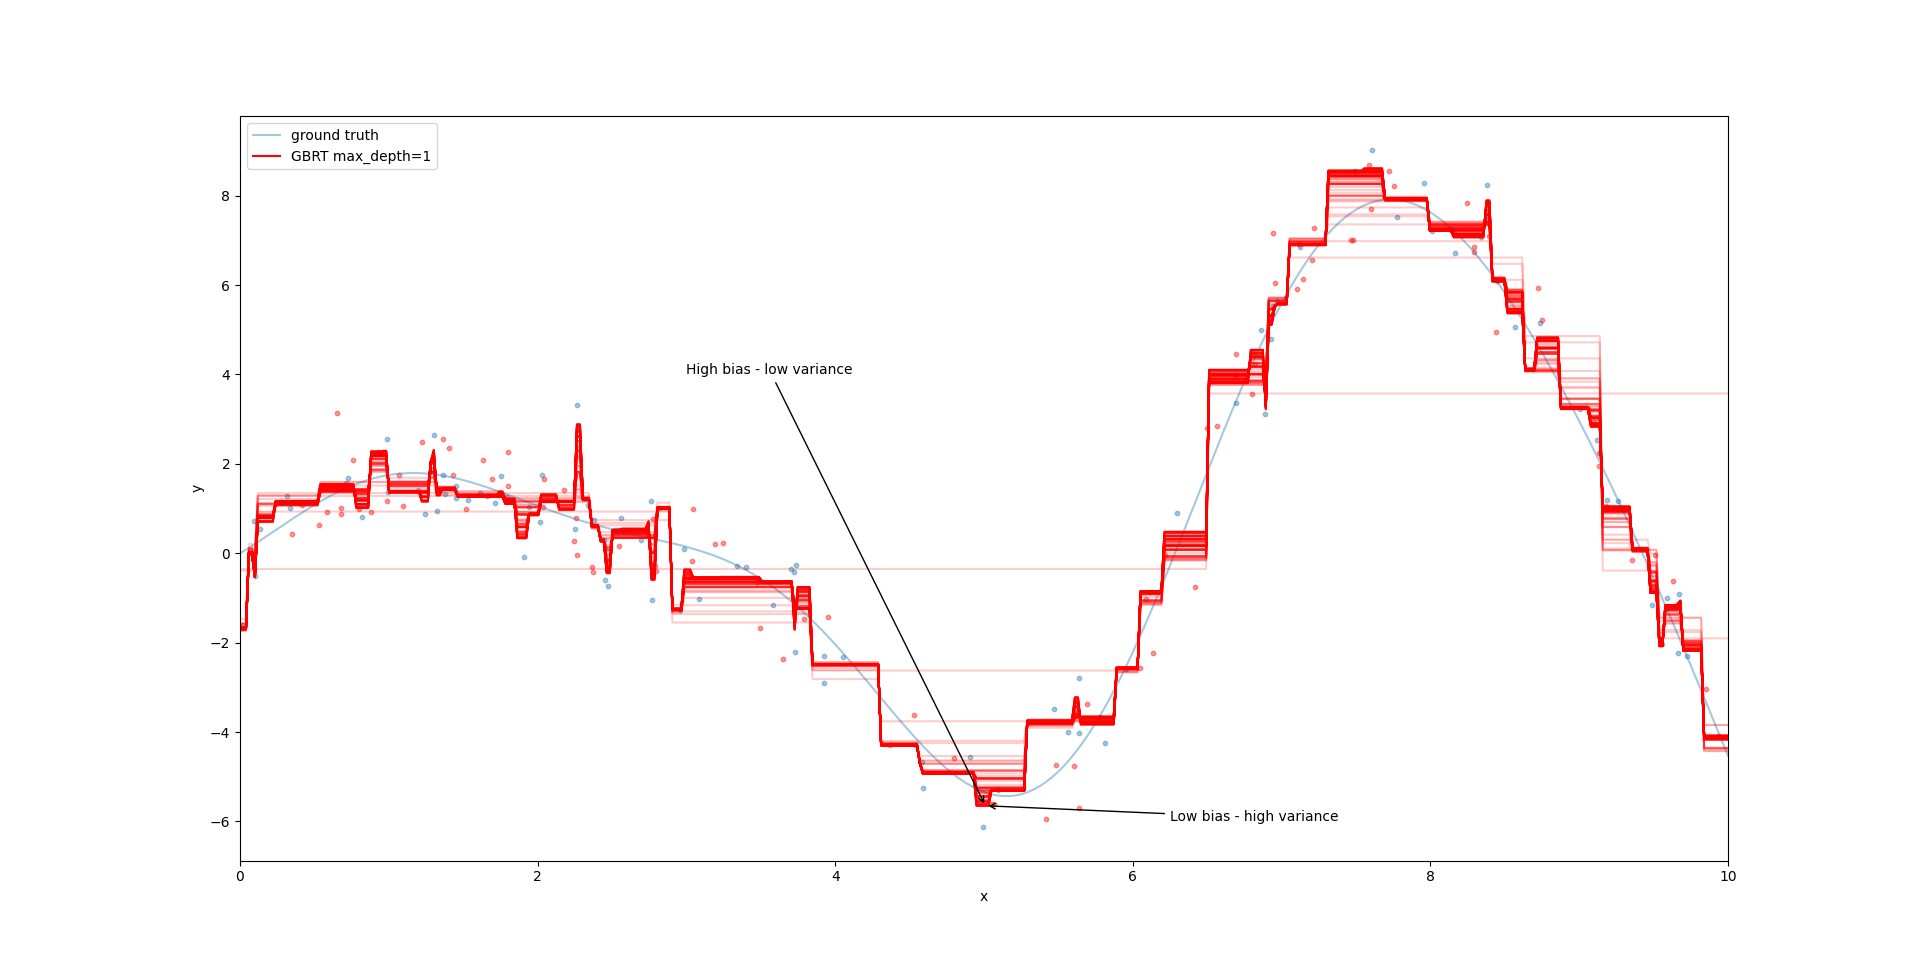 ground truth
GBRT max_depth=1
8
6
4
2
0
−2
−4
−6
y
High bias - low variance
Low bias - high variance
0
2
4
6
8
10
x